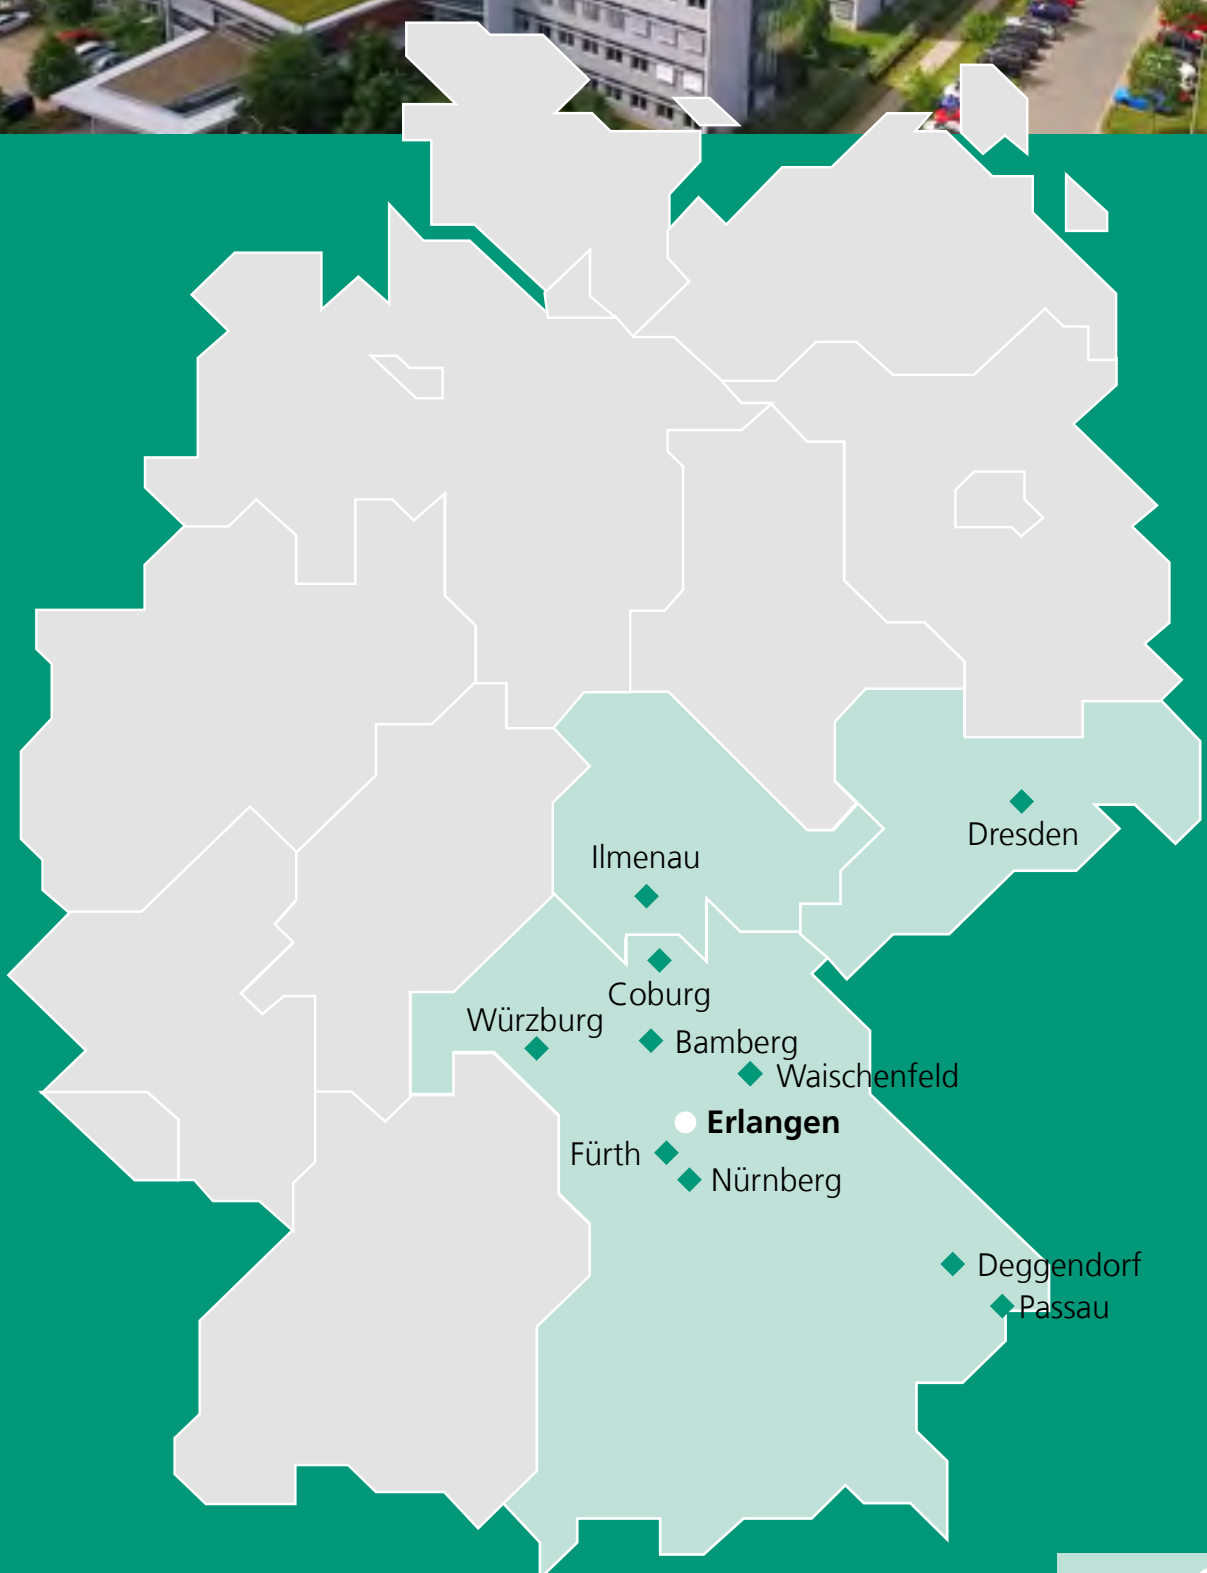 Dresden
Ilmenau
Coburg
Würzburg
Bamberg
Waischenfeld
Erlangen
Fürth
Nürnberg
Deggendorf
Passau